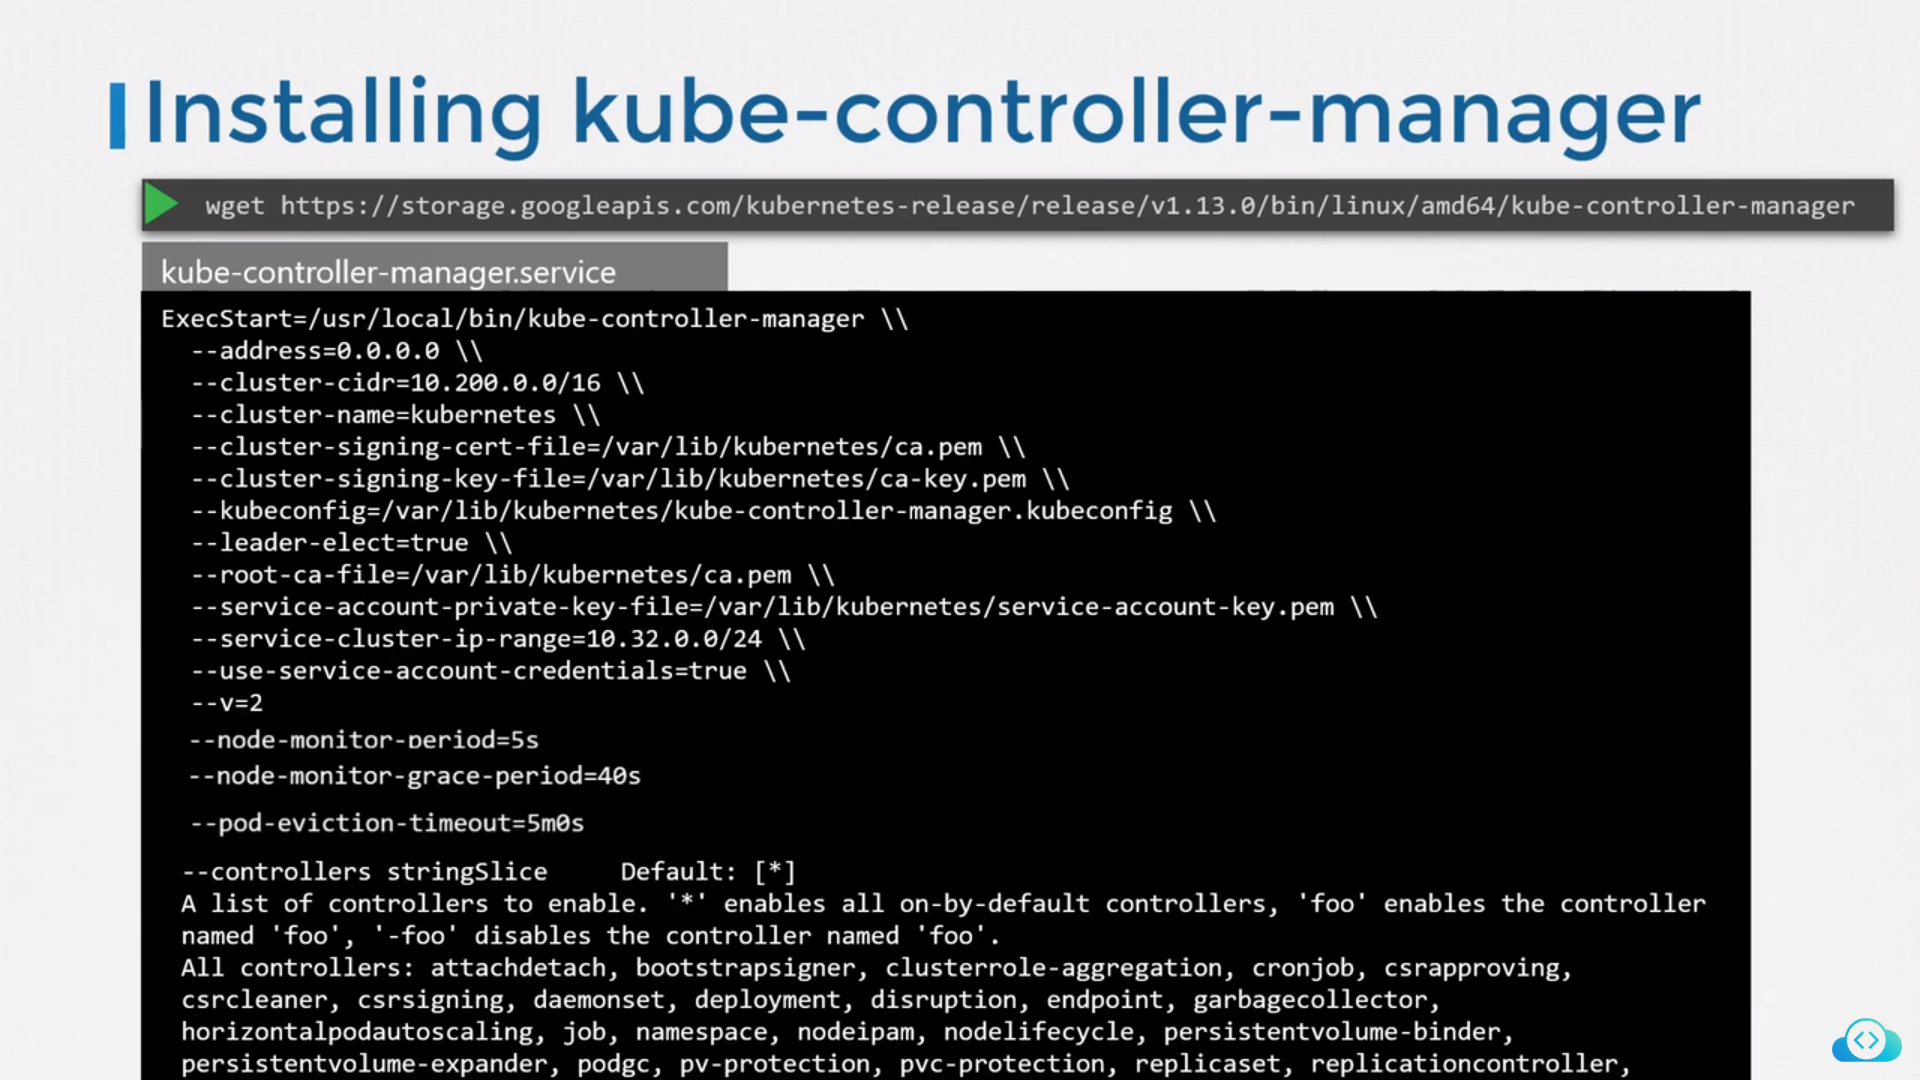 Installing kube-controller-manager
wget https://storage.googleapis.com/kubernetes-release/release/v1.13.0/bin/linux/amd64/kube-controller-manager
kube-controller-manager.service
ExecStart=/usr/local/bin/kube-controller-manager \\
--address=0.0.0.0 \\
--cluster-cidr=10.200.0.0/16 \\
--cluster-name=kubernetes \\
--cluster-signing-cert-file=/var/lib/kubernetes/ca.pem \\
--cluster-signing-key-file=/var/lib/kubernetes/ca-key.pem \\
--kubeconfig=/var/lib/kubernetes/kube-controller-manager.kubeconfig \\
--leader-elect=true \\
--root-ca-file=/var/lib/kubernetes/ca.pem \\
--service-account-private-key-file=/var/lib/kubernetes/service-account-key.pem \\
--service-cluster-ip-range=10.32.0.0/24 \\
--use-service-account-credentials=true \\
--v=2
--node-monitor-period=5s
--node-monitor-grace-period=40s
--pod-eviction-timeout=5m0s
--controllers stringSlice     Default: [*]
A list of controllers to enable. '*' enables all on-by-default controllers, 'foo' enables the controller
named 'foo', '-foo' disables the controller named 'foo'.
All controllers: attachdetach, bootstrapsigner, clusterrole-aggregation, cronjob, csrapproving,
csrcleaner, csrsigning, daemonset, deployment, disruption, endpoint, garbagecollector,
horizontalpodautoscaling, job, namespace, nodeipam, nodelifecycle, persistentvolume-binder,
persistentvolume-expander, podgc, pv-protection, pvc-protection, replicaset, replicationcontroller,